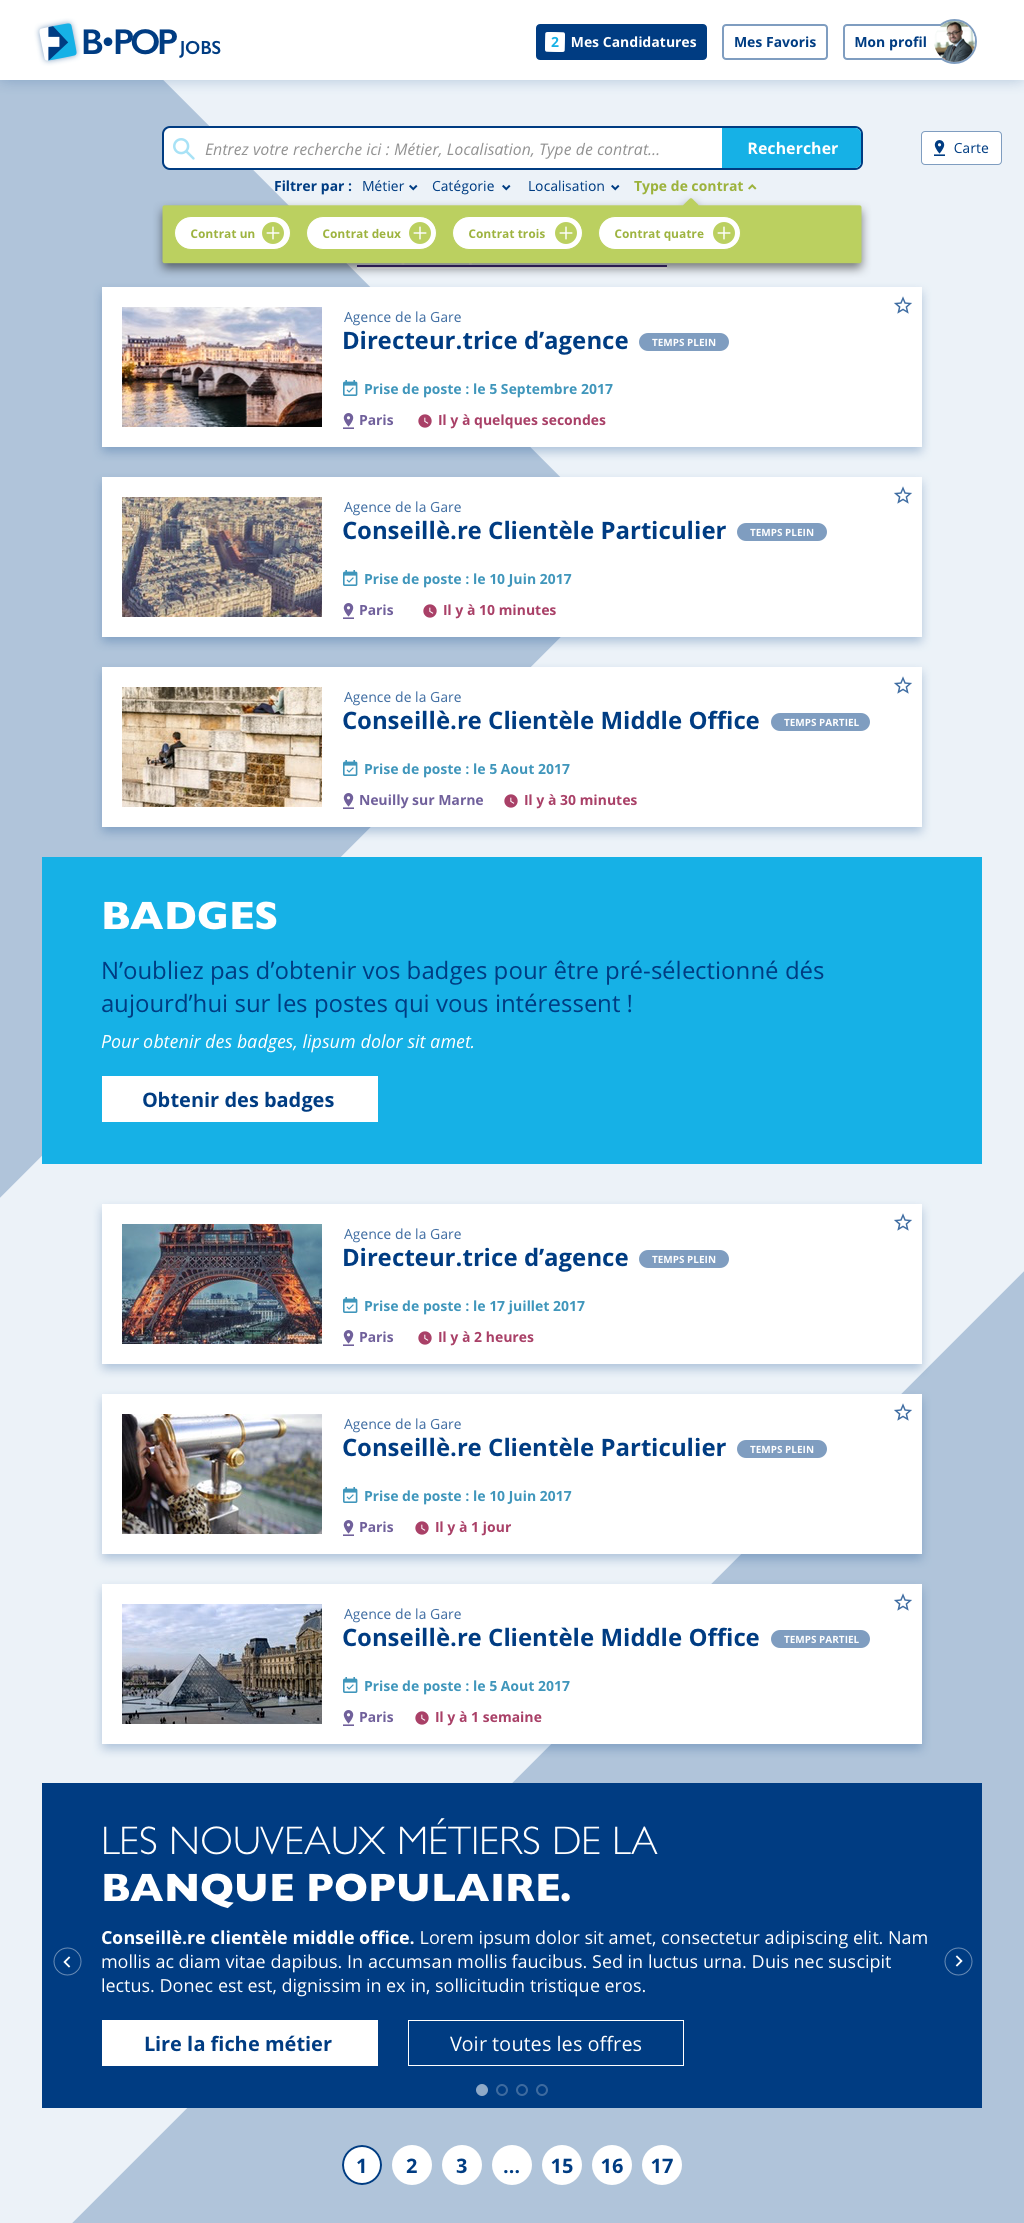 B•POP JOBS
2 Mes Candidatures
Mes Favoris
Mon profil
Entrez votre recherche ici : Métier, Localisation, Type de contrat...
Rechercher
Carte
Filtrer par : Métier Catégorie Localisation Type de contrat
Contrat un
Contrat deux
Contrat trois
Contrat quatre
Agence de la Gare
Directeur.trice d’agence TEMPS PLEIN
Prise de poste : le 5 Septembre 2017
Paris Il y à quelques secondes
Agence de la Gare
Conseillè.re Clientèle Particulier TEMPS PLEIN
Prise de poste : le 10 Juin 2017
Paris Il y à 10 minutes
Agence de la Gare
Conseillè.re Clientèle Middle Office TEMPS PARTIEL
Prise de poste : le 5 Aout 2017
Neuilly sur Marne Il y à 30 minutes
BADGES
N’oubliez pas d’obtenir vos badges pour être pré-sélectionné dés
aujourd’hui sur les postes qui vous intéressent !
Pour obtenir des badges, lipsum dolor sit amet.
Obtenir des badges
Agence de la Gare
Directeur.trice d’agence TEMPS PLEIN
Prise de poste : le 17 juillet 2017
Paris Il y à 2 heures
Agence de la Gare
Conseillè.re Clientèle Particulier TEMPS PLEIN
Prise de poste : le 10 Juin 2017
Paris Il y à 1 jour
Agence de la Gare
Conseillè.re Clientèle Middle Office TEMPS PARTIEL
Prise de poste : le 5 Aout 2017
Paris Il y à 1 semaine
LES NOUVEAUX MÉTIERS DE LA
BANQUE POPULAIRE.
Conseillè.re clientèle middle office. Lorem ipsum dolor sit amet, consectetur adipiscing elit. Nam
mollis ac diam vitae dapibus. In accumsan mollis faucibus. Sed in luctus urna. Duis nec suscipit
lectus. Donec est est, dignissim in ex in, sollicitudin tristique eros.
Lire la fiche métier
Voir toutes les offres
1 2 3 ... 15 16 17